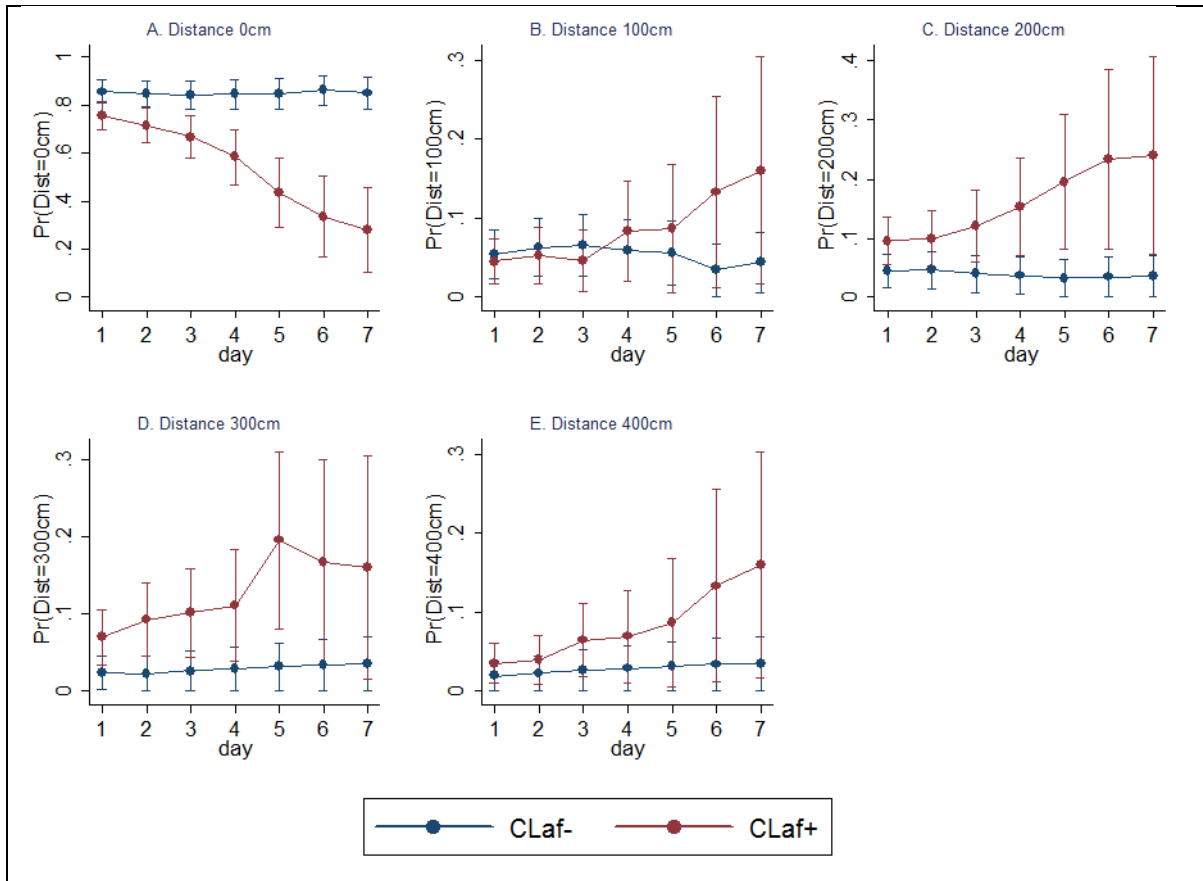 A. Distance 0cm
Pr(Dist=0cm)
0 .2 .4 .6 .8 1
1 2 3 4 5 6 7
day
B. Distance 100cm
Pr(Dist=100cm)
0 .1 .2 .3
1 2 3 4 5 6 7
day
C. Distance 200cm
Pr(Dist=200cm)
0 .1 .2 .3 .4
1 2 3 4 5 6 7
day
D. Distance 300cm
Pr(Dist=300cm)
0 .1 .2 .3
1 2 3 4 5 6 7
day
E. Distance 400cm
Pr(Dist=400cm)
0 .1 .2 .3
1 2 3 4 5 6 7
day
CLaf- CLaf+